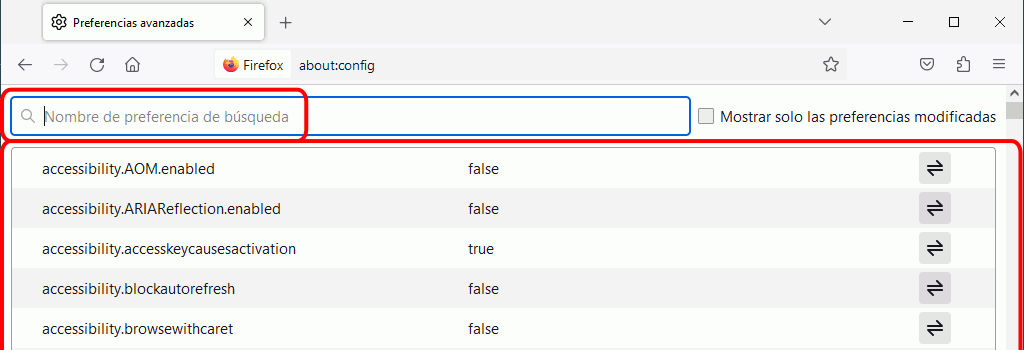 Preferencias avanzadas
Firefox about:config
Nombre de preferencia de búsqueda Mostrar solo las preferencias modificadas
accessibility.AOM.enabled false
accessibility.ARIAReflection.enabled false
accessibility.accesskeycausesactivation true
accessibility.blockautorefresh false
accessibility.browsewithcaret false